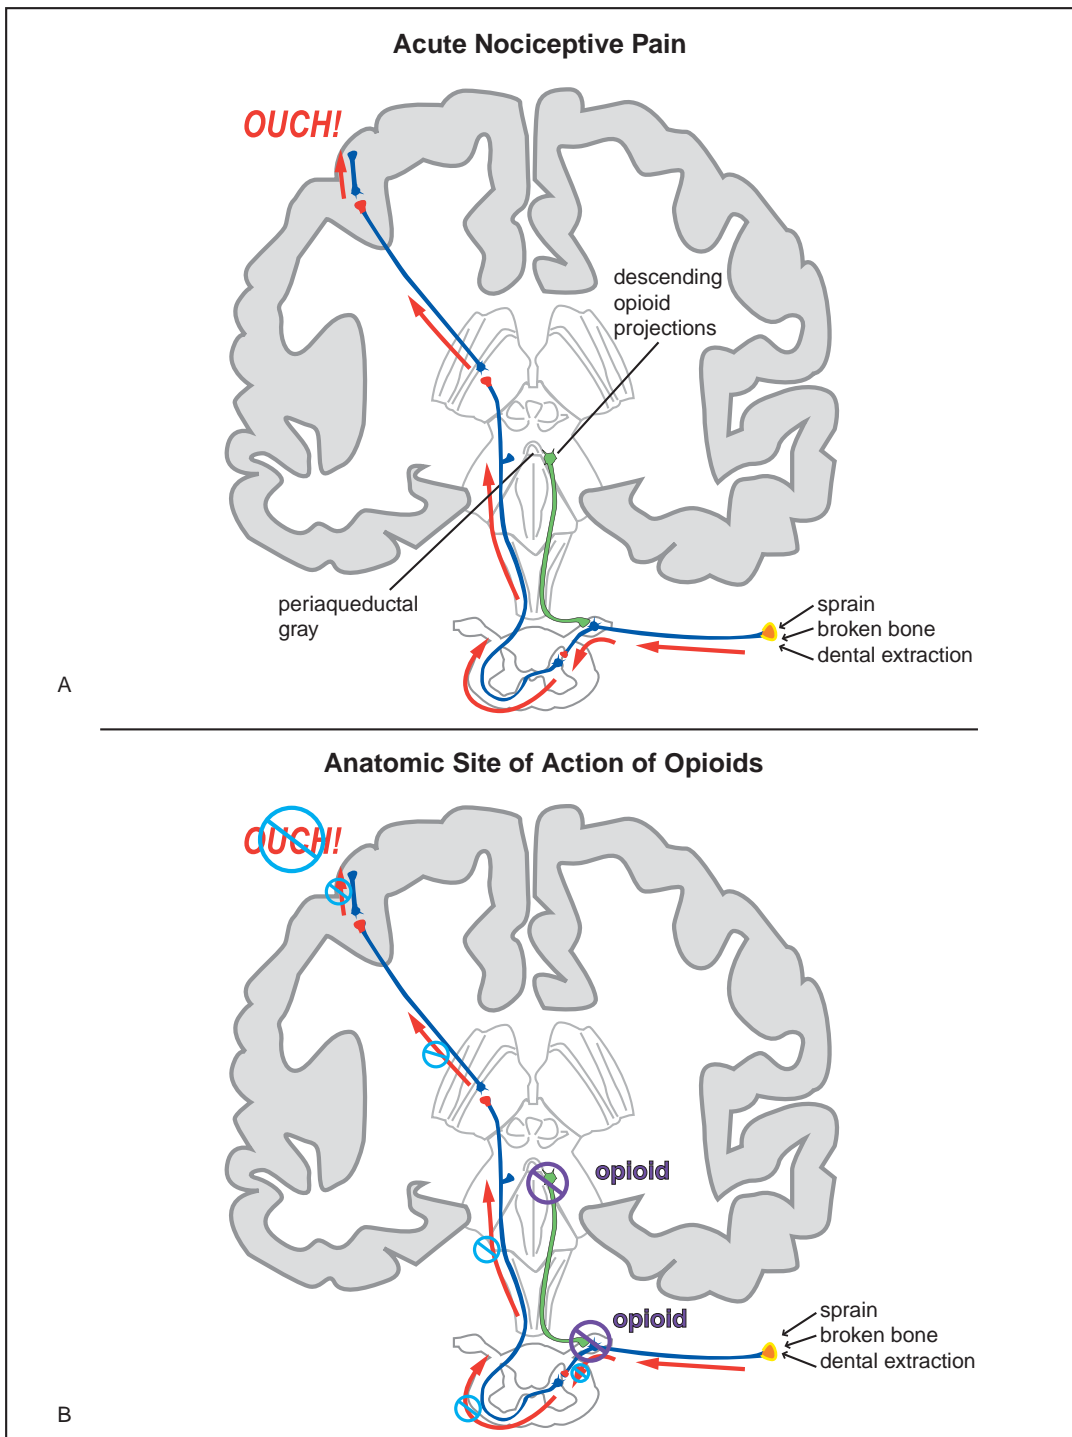 Acute Nociceptive Pain
OUCH!
descending
opioid
projections
periaqueductal
gray
sprain
broken bone
dental extraction
A
Anatomic Site of Action of Opioids
OUCH!
opioid
opioid
sprain
broken bone
dental extraction
B